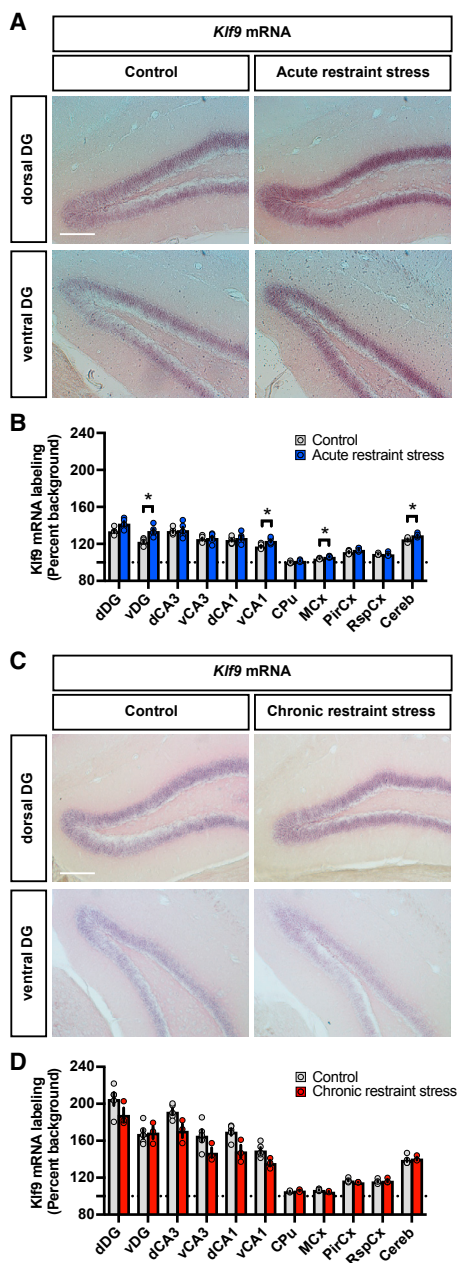 A
Klf9 mRNA
Control
Acute restraint stress
dorsal DG
ventral DG
B
Klf9 mRNA labeling
(Percent background)
240
200
160
120
80
Control
Acute restraint stress
*
*
*
*
dDG
vDG
dCA3
vCA3
dCA1
vCA1
CPu
MCx
PirCx
RspCx
Cereb
C
Klf9 mRNA
Control
Chronic restraint stress
dorsal DG
ventral DG
D
Klf9 mRNA labeling
(Percent background)
240
200
160
120
80
Control
Chronic restraint stress
dDG
vDG
dCA3
vCA3
dCA1
vCA1
CPu
MCx
PirCx
RspCx
Cereb